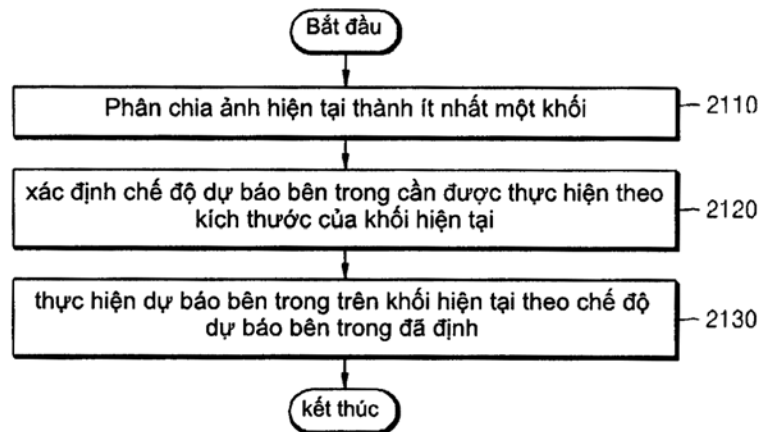 Bắt đầu
Phân chia ảnh hiện tại thành ít nhất một khối
2110
xác định chế độ dự báo bên trong cần được thực hiện theo
kích thước của khối hiện tại
2120
thực hiện dự báo bên trong trên khối hiện tại theo chế độ
dự báo bên trong đã định
2130
kết thúc